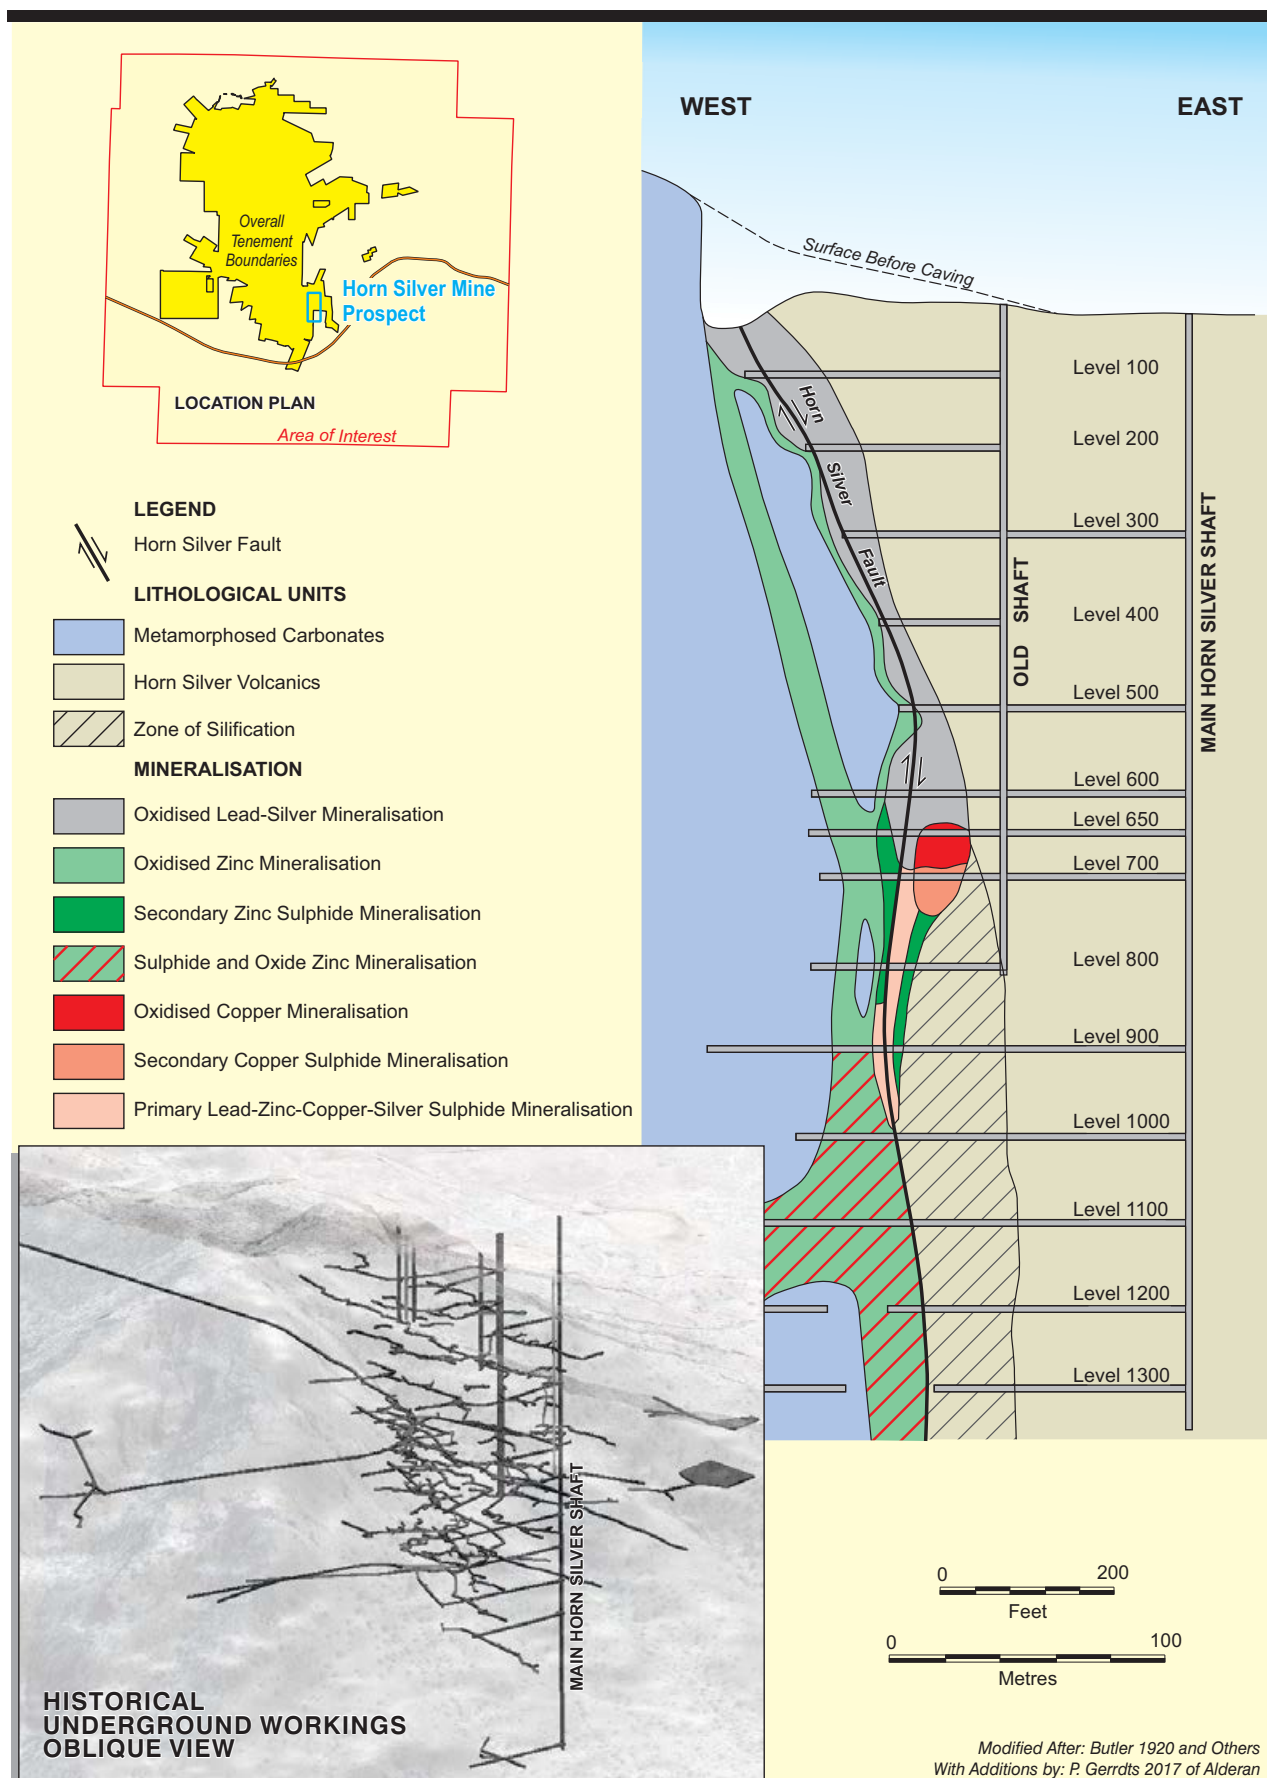 WEST
EAST
Surface Before Caving
Overall
Tenement
Boundaries
Horn Silver Mine
Prospect
LOCATION PLAN
Area of Interest
LEGEND
Horn Silver Fault
LITHOLOGICAL UNITS
Metamorphosed Carbonates
Horn Silver Volcanics
Zone of Silification
MINERALISATION
Oxidised Lead-Silver Mineralisation
Oxidised Zinc Mineralisation
Secondary Zinc Sulphide Mineralisation
Sulphide and Oxide Zinc Mineralisation
Oxidised Copper Mineralisation
Secondary Copper Sulphide Mineralisation
Primary Lead-Zinc-Copper-Silver Sulphide Mineralisation
Horn Silver Fault
Level 100
Level 200
Level 300
Level 400
Level 500
Level 600
Level 650
Level 700
Level 800
Level 900
Level 1000
Level 1100
Level 1200
Level 1300
OLD SHAFT
MAIN HORN SILVER SHAFT
MAIN HORN SILVER SHAFT
HISTORICAL
UNDERGROUND WORKINGS
OBLIQUE VIEW
0 200
Feet
0 100
Metres
Modified After: Butler 1920 and Others
With Additions by: P. Gerrdts 2017 of Alderan